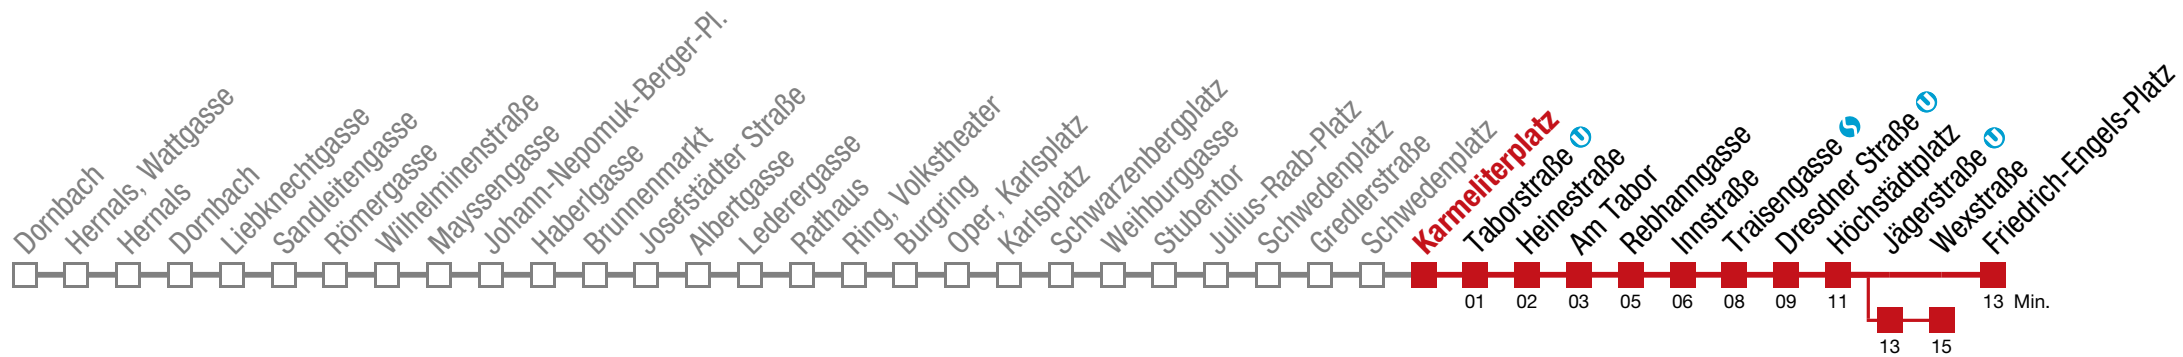 Dornbach
Hernals, Wattgasse
Hernals
Dornbach
Liebknechtgasse
Sandleitengasse
Römergasse
Wilhelminenstraße
Mayssengasse
Johann-Nepomuk-Berger-Pl.
Haberlgasse
Brunnenmarkt
Josefstädter Straße
Albertgasse
Lederergasse
Rathaus
Ring, Volkstheater
Burgring
Oper, Karlsplatz
Karlsplatz
Schwarzenbergplatz
Weihburggasse
Stubentor
Julius-Raab-Platz
Schwedenplatz
Gredlerstraße
Schwedenplatz
Karmeliterplatz
Taborstraße U
Heinestraße
Am Tabor
Rebhanngasse
Innstraße
Traisengasse S
Dresdner Straße U
Höchstädtplatz
Jägerstraße U
Wexstraße
Friedrich-Engels-Platz
01 02 03 05 06 08 09 11 13 Min.
13 15